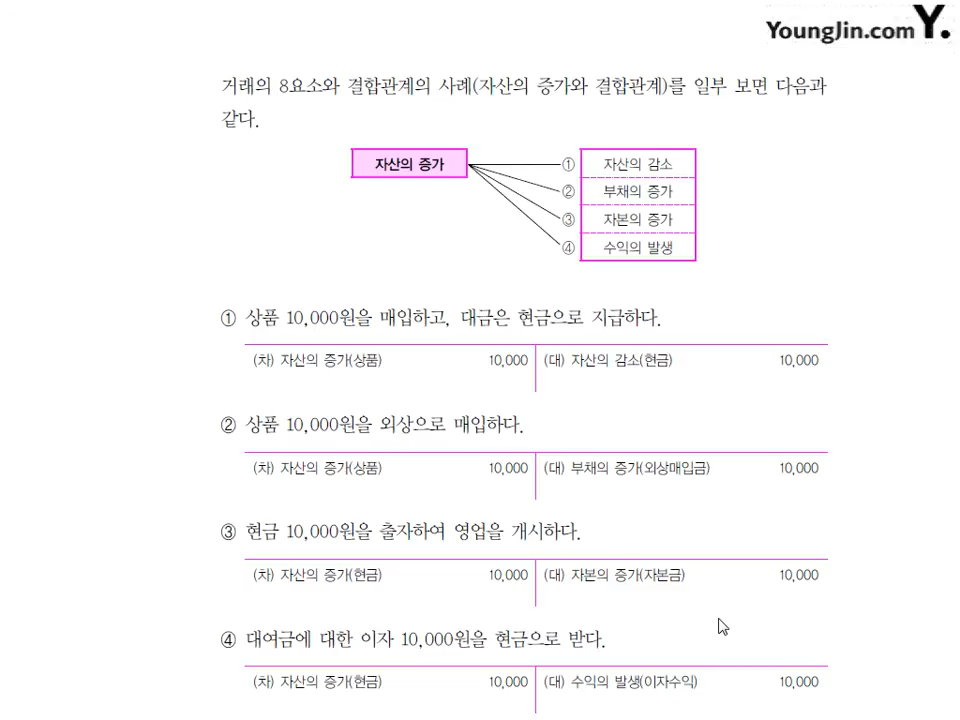 YoungJin.com Y.
거래의 8요소와 결합관계의 사례(자산의 증가와 결합관계)를 일부 보면 다음과
같다.
자산의 증가
① 자산의 감소
② 부채의 증가
③ 자본의 증가
④ 수익의 발생
① 상품 10,000원을 매입하고, 대금은 현금으로 지급하다.
(차) 자산의 증가(상품) 10,000 (대) 자산의 감소(현금) 10,000
② 상품 10,000원을 외상으로 매입하다.
(차) 자산의 증가(상품) 10,000 (대) 부채의 증가(외상매입금) 10,000
③ 현금 10,000원을 출자하여 영업을 개시하다.
(차) 자산의 증가(현금) 10,000 (대) 자본의 증가(자본금) 10,000
④ 대여금에 대한 이자 10,000원을 현금으로 받다.
(차) 자산의 증가(현금) 10,000 (대) 수익의 발생(이자수익) 10,000